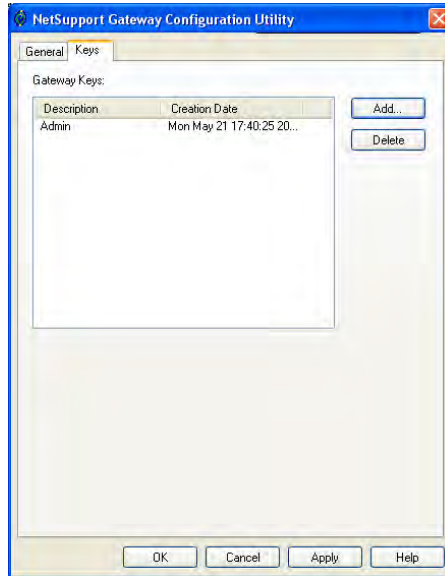 NetSupport Gateway Configuration Utility
General Keys
Gateway Keys:
Description Creation Date
Admin Mon May 21 17:40:25 20...
Add...
Delete
OK Cancel Apply Help